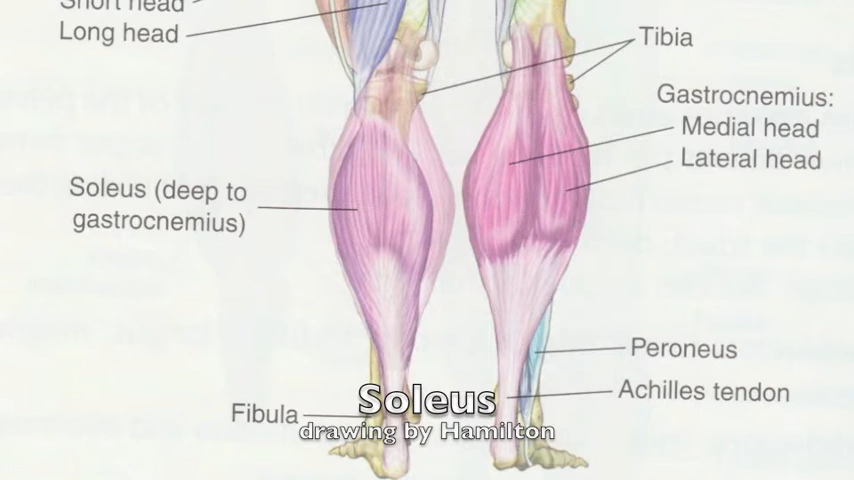 Short head
Long head
Tibia
Gastrocnemius:
Medial head
Lateral head
Soleus (deep to
gastrocnemius)
Peroneus
Achilles tendon
Fibula
Soleus
drawing by Hamilton